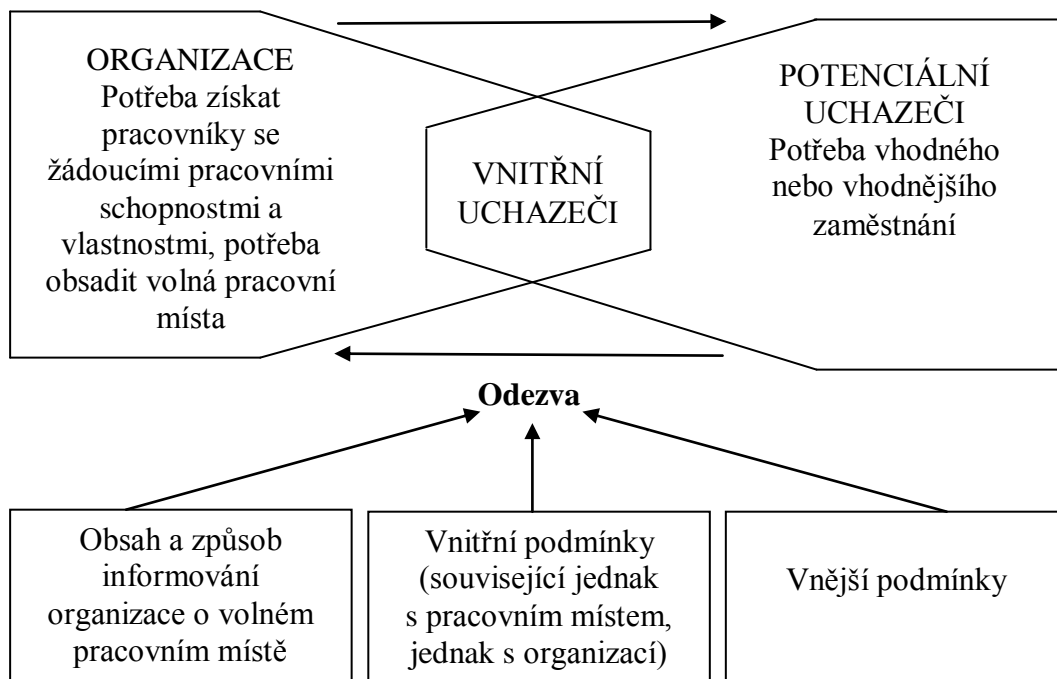 ORGANIZACE
Potřeba získat
pracovníky se
žádoucími pracovními
schopnostmi a
vlastnostmi, potřeba
obsadit volná pracovní
místa
VNITŘNÍ
UCHAZEČI
POTENCIÁLNÍ
UCHAZEČI
Potřeba vhodného
nebo vhodnějšího
zaměstnání
Odezva
Obsah a způsob
informování
organizace o volném
pracovním místě
Vnitřní podmínky
(související jednak
s pracovním místem,
jednak s organizací)
Vnější podmínky